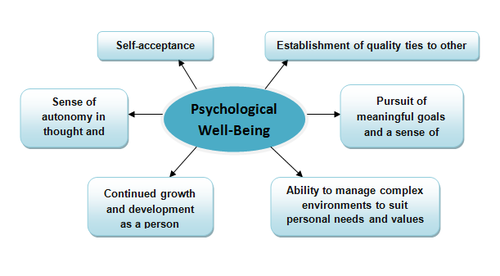 Self-acceptance
Establishment of quality ties to other
Sense of
autonomy in
thought and
Psychological
Well-Being
Pursuit of
meaningful goals
and a sense of
Continued growth
and development
as a person
Ability to manage complex
environments to suit
personal needs and values